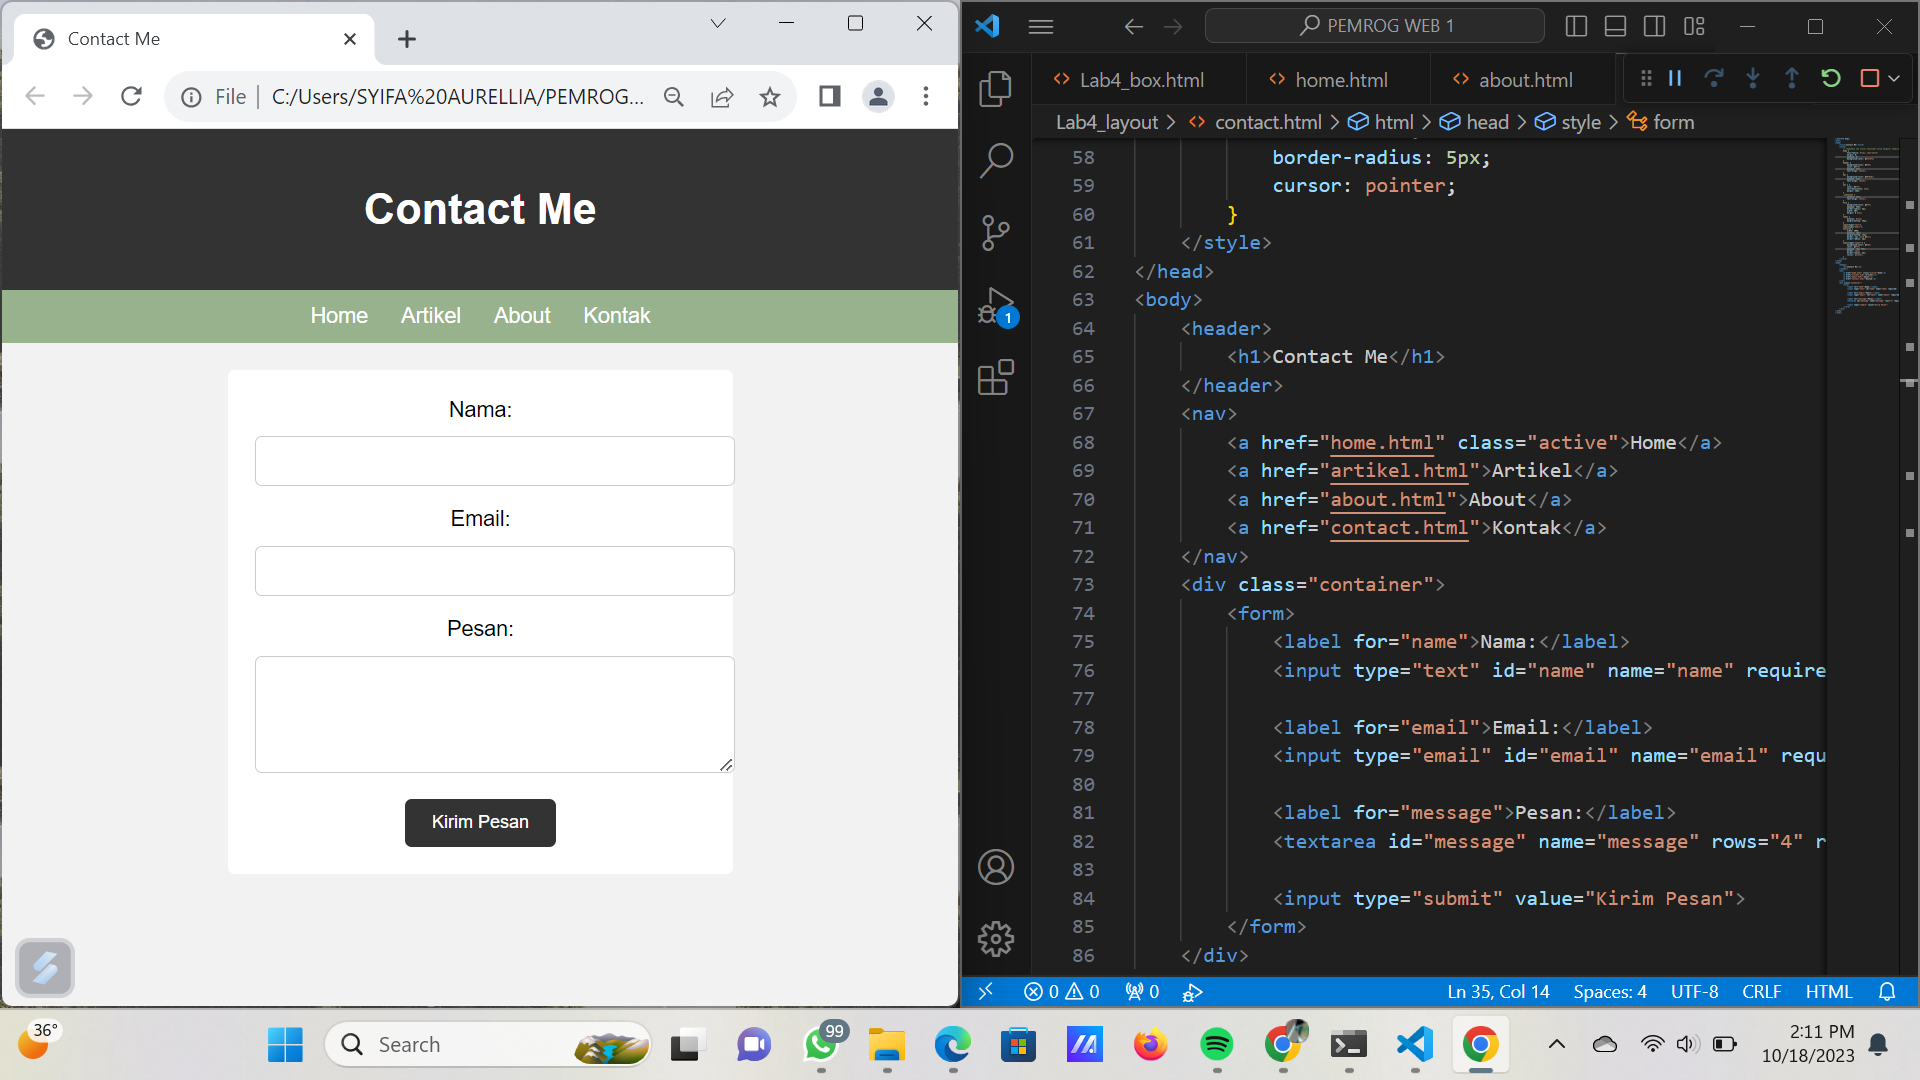 Contact Me
File
C:/Users/SYIFA%20AURELLIA/PEMROG...
Contact Me
Home Artikel About Kontak
Nama:
Email:
Pesan:
Kirim Pesan
PEMROG WEB 1
Lab4_box.html home.html about.html
Lab4_layout > contact.html > html > head > style > form
1
58 border-radius: 5px;
59 cursor: pointer;
60 }
61 </style>
62 </head>
63 <body>
64 <header>
65 <h1>Contact Me</h1>
66 </header>
67 <nav>
68 <a href="home.html" class="active">Home</a>
69 <a href="artikel.html">Artikel</a>
70 <a href="about.html">About</a>
71 <a href="contact.html">Kontak</a>
72 </nav>
73 <div class="container">
74 <form>
75 <label for="name">Nama:</label>
76 <input type="text" id="name" name="name" require
77
78 <label for="email">Email:</label>
79 <input type="email" id="email" name="email" requ
80
81 <label for="message">Pesan:</label>
82 <textarea id="message" name="message" rows="4" r
83
84 <input type="submit" value="Kirim Pesan">
85 </form>
86 </div>
0 0 0 Ln 35, Col 14 Spaces: 4 UTF-8 CRLF HTML
36°
Search
99
2:11 PM
10/18/2023